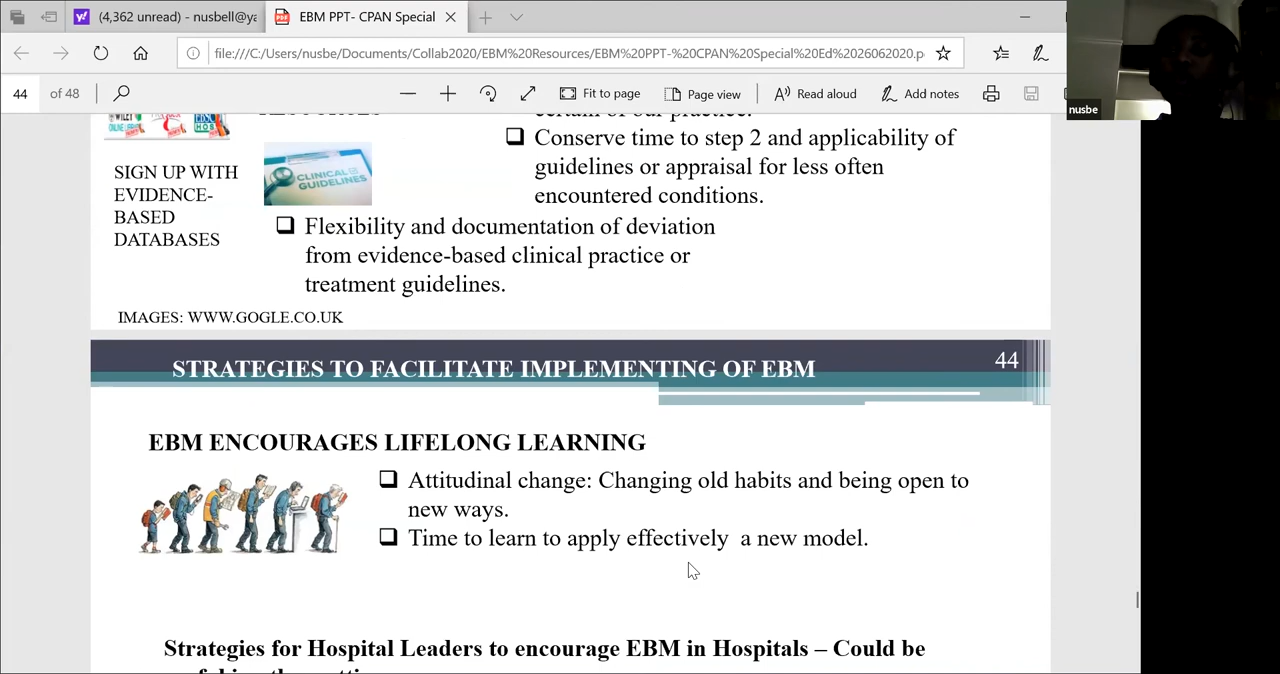 (4,362 unread) - nusbell@ya
EBM PPT- CPAN Special
file:///C:/Users/nusbe/Documents/Collab2020/EBM%20Resources/EBM%20PPT-%20CPAN%20Special%20Ed%2026062020.p
44 of 48
Fit to page
Page view
Read aloud
Add notes
nusbe
certain of our practice.
Conserve time to step 2 and applicability of
guidelines or appraisal for less often
encountered conditions.
SIGN UP WITH
EVIDENCE-
BASED
DATABASES
CLINICAL
GUIDELINES
Flexibility and documentation of deviation
from evidence-based clinical practice or
treatment guidelines.
IMAGES: WWW.GOGLE.CO.UK
STRATEGIES TO FACILITATE IMPLEMENTING OF EBM
44
EBM ENCOURAGES LIFELONG LEARNING
Attitudinal change: Changing old habits and being open to
new ways.
Time to learn to apply effectively a new model.
Strategies for Hospital Leaders to encourage EBM in Hospitals – Could be